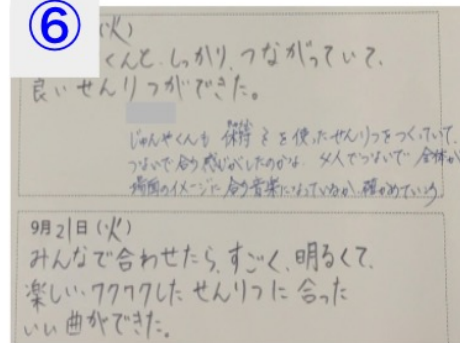 ⑥
(火)
くんと、しっかり、つながっていて、
良いせんりつができた。
じゅんやくんも を使ったせんりつをつくっていて、
つないで合う感じがしたのかな。4人でつないで全体が
場面のイメージに合う音楽になっているか、確かめていこう
9月21日(火)
みんなで合わせたら、すごく、明るくて、
楽しい、ワクワクした せんりつに合った
いい曲ができた。